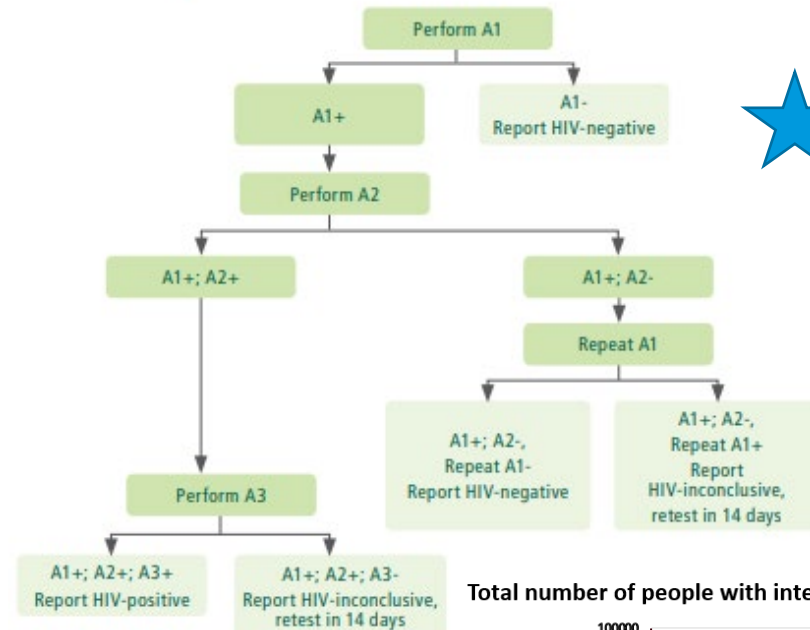 Perform A1
A1+
A1-
Report HIV-negative
Perform A2
A1+; A2+
A1+; A2-
Repeat A1
A1+; A2-,
Repeat A1-
Report HIV-negative
A1+; A2-,
Repeat A1+
Report
HIV-inconclusive,
retest in 14 days
Perform A3
A1+; A2+; A3+
Report HIV-positive
A1+; A2+; A3-
Report HIV-inconclusive,
retest in 14 days
Total number of people with inte
100000